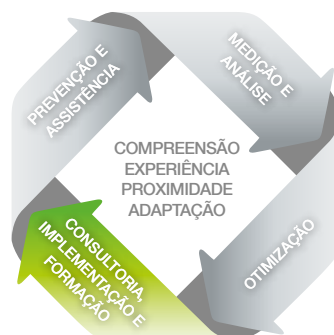 PREVENÇÃO E
ASSISTÊNCIA
MEDIÇÃO E
ANÁLISE
COMPREENSÃO
EXPERIÊNCIA
PROXIMIDADE
ADAPTAÇÃO
CONSULTORIA,
IMPLEMENTAÇÃO E
FORMAÇÃO
OTIMIZAÇÃO